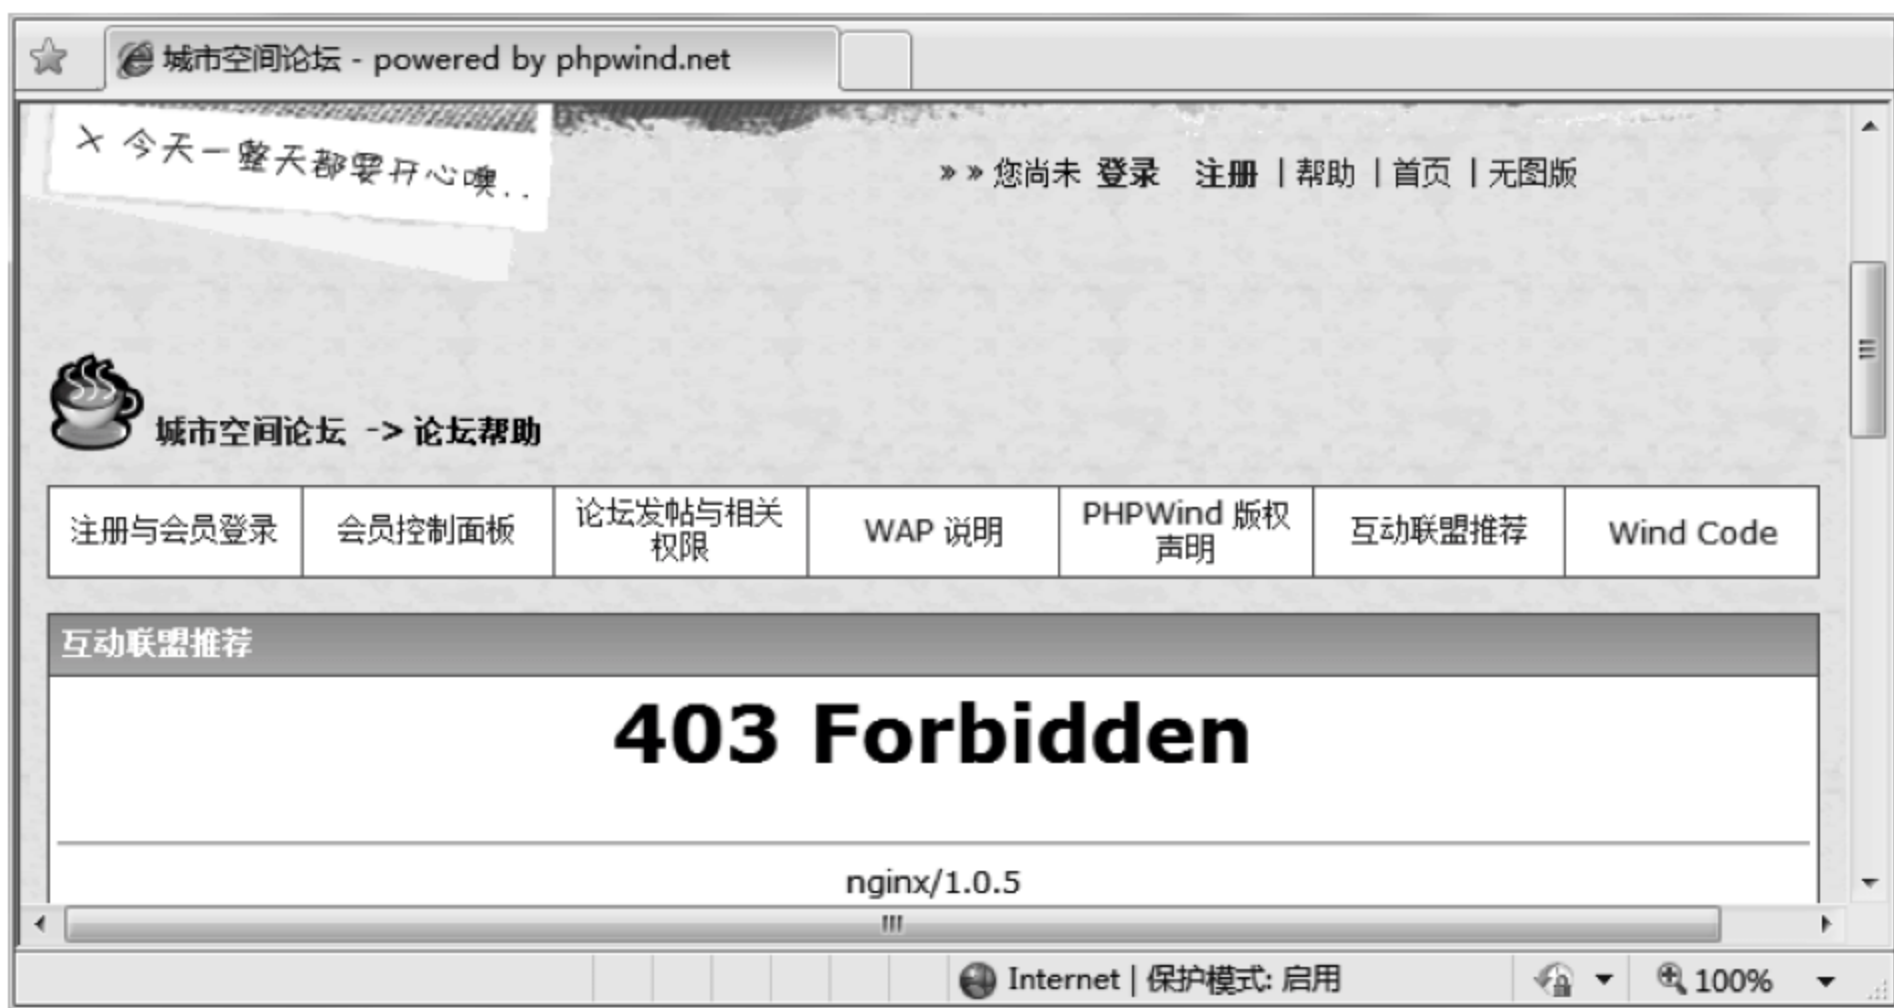 城市空间论坛 - powered by phpwind.net
× 今天一整天都要开心噢..
» » 您尚未 登录 注册 | 帮助 | 首页 | 无图版
城市空间论坛 -> 论坛帮助
注册与会员登录
会员控制面板
论坛发帖与相关
权限
WAP 说明
PHPWind 版权
声明
互动联盟推荐
Wind Code
互动联盟推荐
403 Forbidden
nginx/1.0.5
Internet | 保护模式: 启用
100%